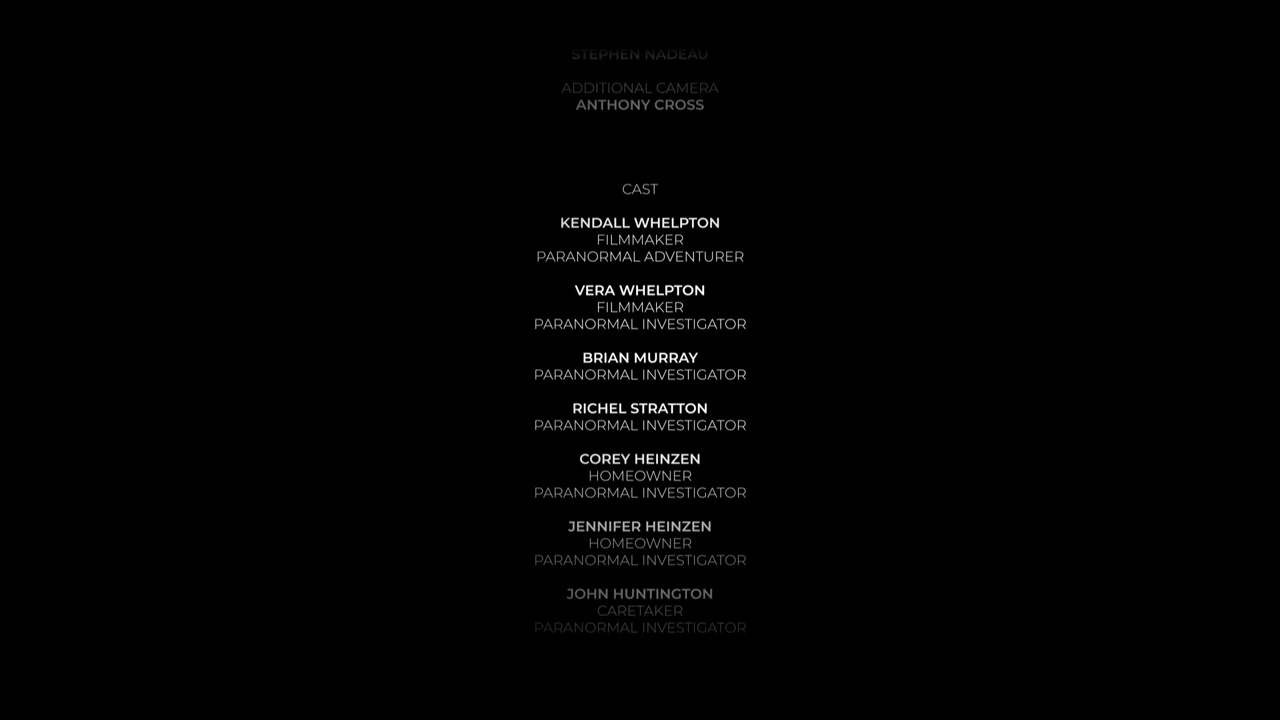 STEPHEN NADEAU
ADDITIONAL CAMERA
ANTHONY CROSS
CAST
KENDALL WHELPTON
FILMMAKER
PARANORMAL ADVENTURER
VERA WHELPTON
FILMMAKER
PARANORMAL INVESTIGATOR
BRIAN MURRAY
PARANORMAL INVESTIGATOR
RICHEL STRATTON
PARANORMAL INVESTIGATOR
COREY HEINZEN
HOMEOWNER
PARANORMAL INVESTIGATOR
JENNIFER HEINZEN
HOMEOWNER
PARANORMAL INVESTIGATOR
JOHN HUNTINGTON
CARETAKER
PARANORMAL INVESTIGATOR